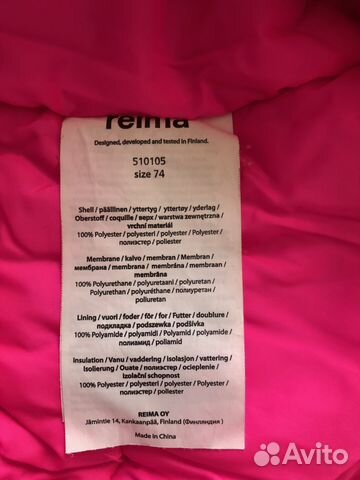 reima
Designed, developed and tested in Finland.
510105
size 74
Shell / päällinen / yttertyg / yttertøy / yderlag /
Oberstoff / coquille / верх / warstwa zewnętrzna /
vrchní materiál
100% Polyester / polyesteri / polyester / Polyester /
полиэстер / poliester
Membrane / kalvo / membran / Membran /
мембрана / membrana / membrána / membraan /
membrāna
100% Polyurethane / polyuretaani / polyuretan /
Polyurethan / polyuréthane / полиуретан /
poliuretan
Lining / vuori / foder / fôr / for / Futter / doublure /
подкладка / podszewka / podšívka
100% Polyamide / polyamidi / Polyamid / polyamide /
полиамид / poliamid
Insulation / Vanu / vaddering / isolasjon / vattering /
Isolierung / Ouate / полиэстер / ocieplenie /
izolační schopnost
100% Polyester / polyesteri / polyester / Polyester /
полиэстер / poliester
REIMA OY
Jämintie 14, Kankaanpää, Finland (Финляндия )
Made in China
Avito